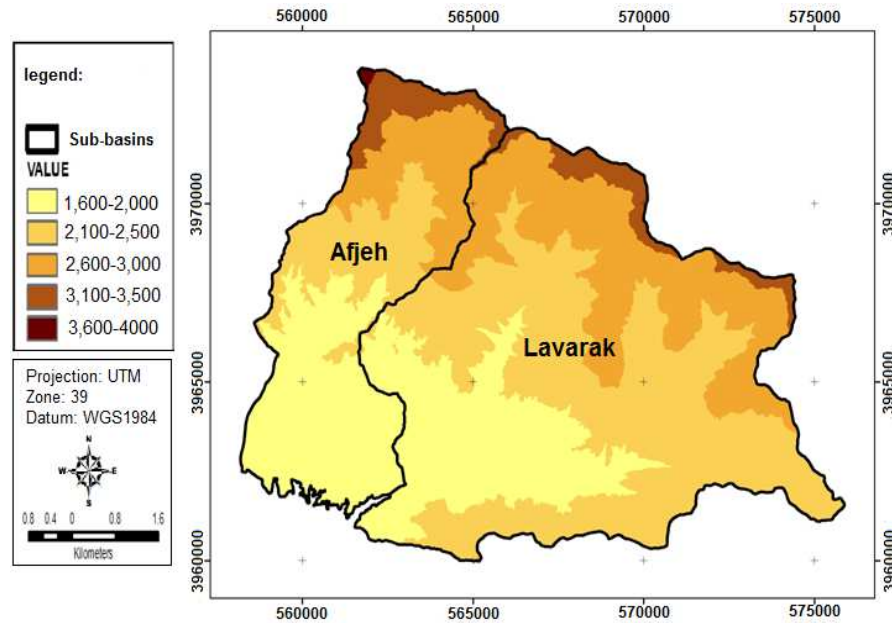 560000 565000 570000 575000
legend:
Sub-basins
VALUE
1,600-2,000
2,100-2,500
2,600-3,000
3,100-3,500
3,600-4000
Projection: UTM
Zone: 39
Datum: WGS1984
N
W E
S
0.8 0.4 0 0.8 1.6
Kilometers
3970000
3965000
3960000
Afjeh
Lavarak
3970000
3965000
3960000
560000 565000 570000 575000